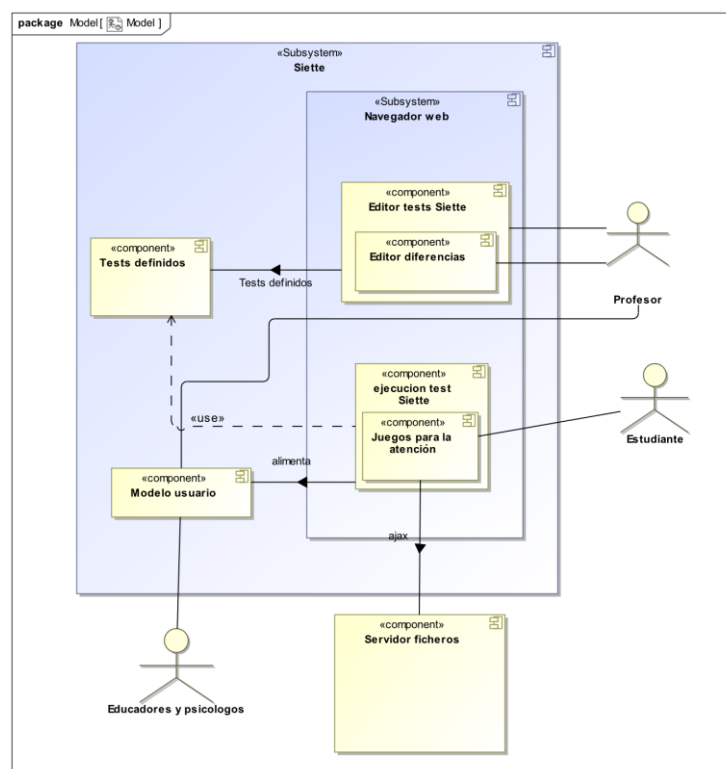 package Model [ Model ]
«Subsystem»
Siette
«Subsystem»
Navegador web
«component»
Editor tests Siette
«component»
Editor diferencias
«component»
Tests definidos
Tests definidos
Profesor
«component»
ejecucion test
Siette
«component»
Juegos para la
atención
«use»
Estudiante
alimenta
«component»
Modelo usuario
ajax
«component»
Servidor ficheros
Educadores y psicologos